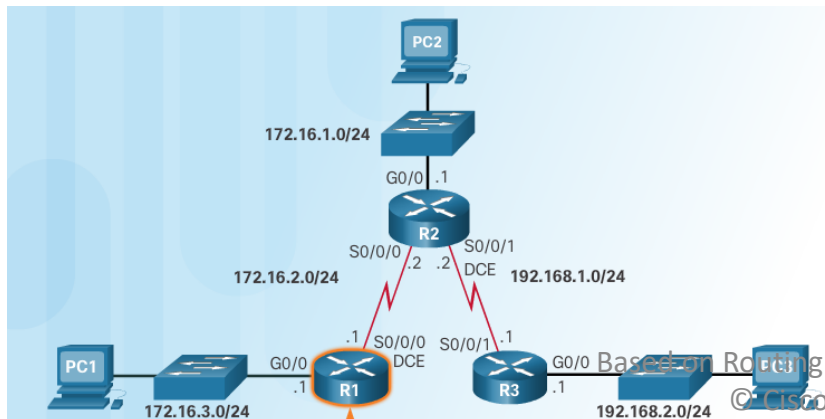 PC2
172.16.1.0/24
G0/0 .1
R2
S0/0/0 S0/0/1
.2 .2 DCE
172.16.2.0/24 192.168.1.0/24
.1 S0/0/0 S0/0/1 .1
DCE
PC1 G0/0 R1 R3 G0/0 Based on Routing
.1 .1
172.16.3.0/24 192.168.2.0/24 © Cisco